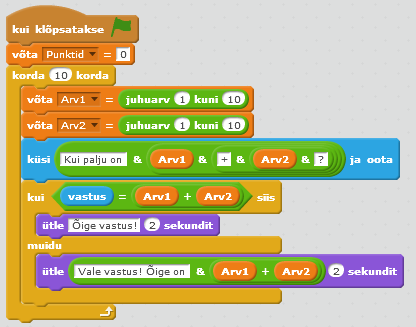 kui klõpsatakse
võta Punktid = 0
korda 10 korda
võta Arv1 = juhuarv 1 kuni 10
võta Arv2 = juhuarv 1 kuni 10
küsi Kui palju on & Arv1 & + & Arv2 & ? ja oota
kui vastus = Arv1 + Arv2 siis
ütle Õige vastus! 2 sekundit
muidu
ütle Vale vastus! Õige on & Arv1 + Arv2 2 sekundit